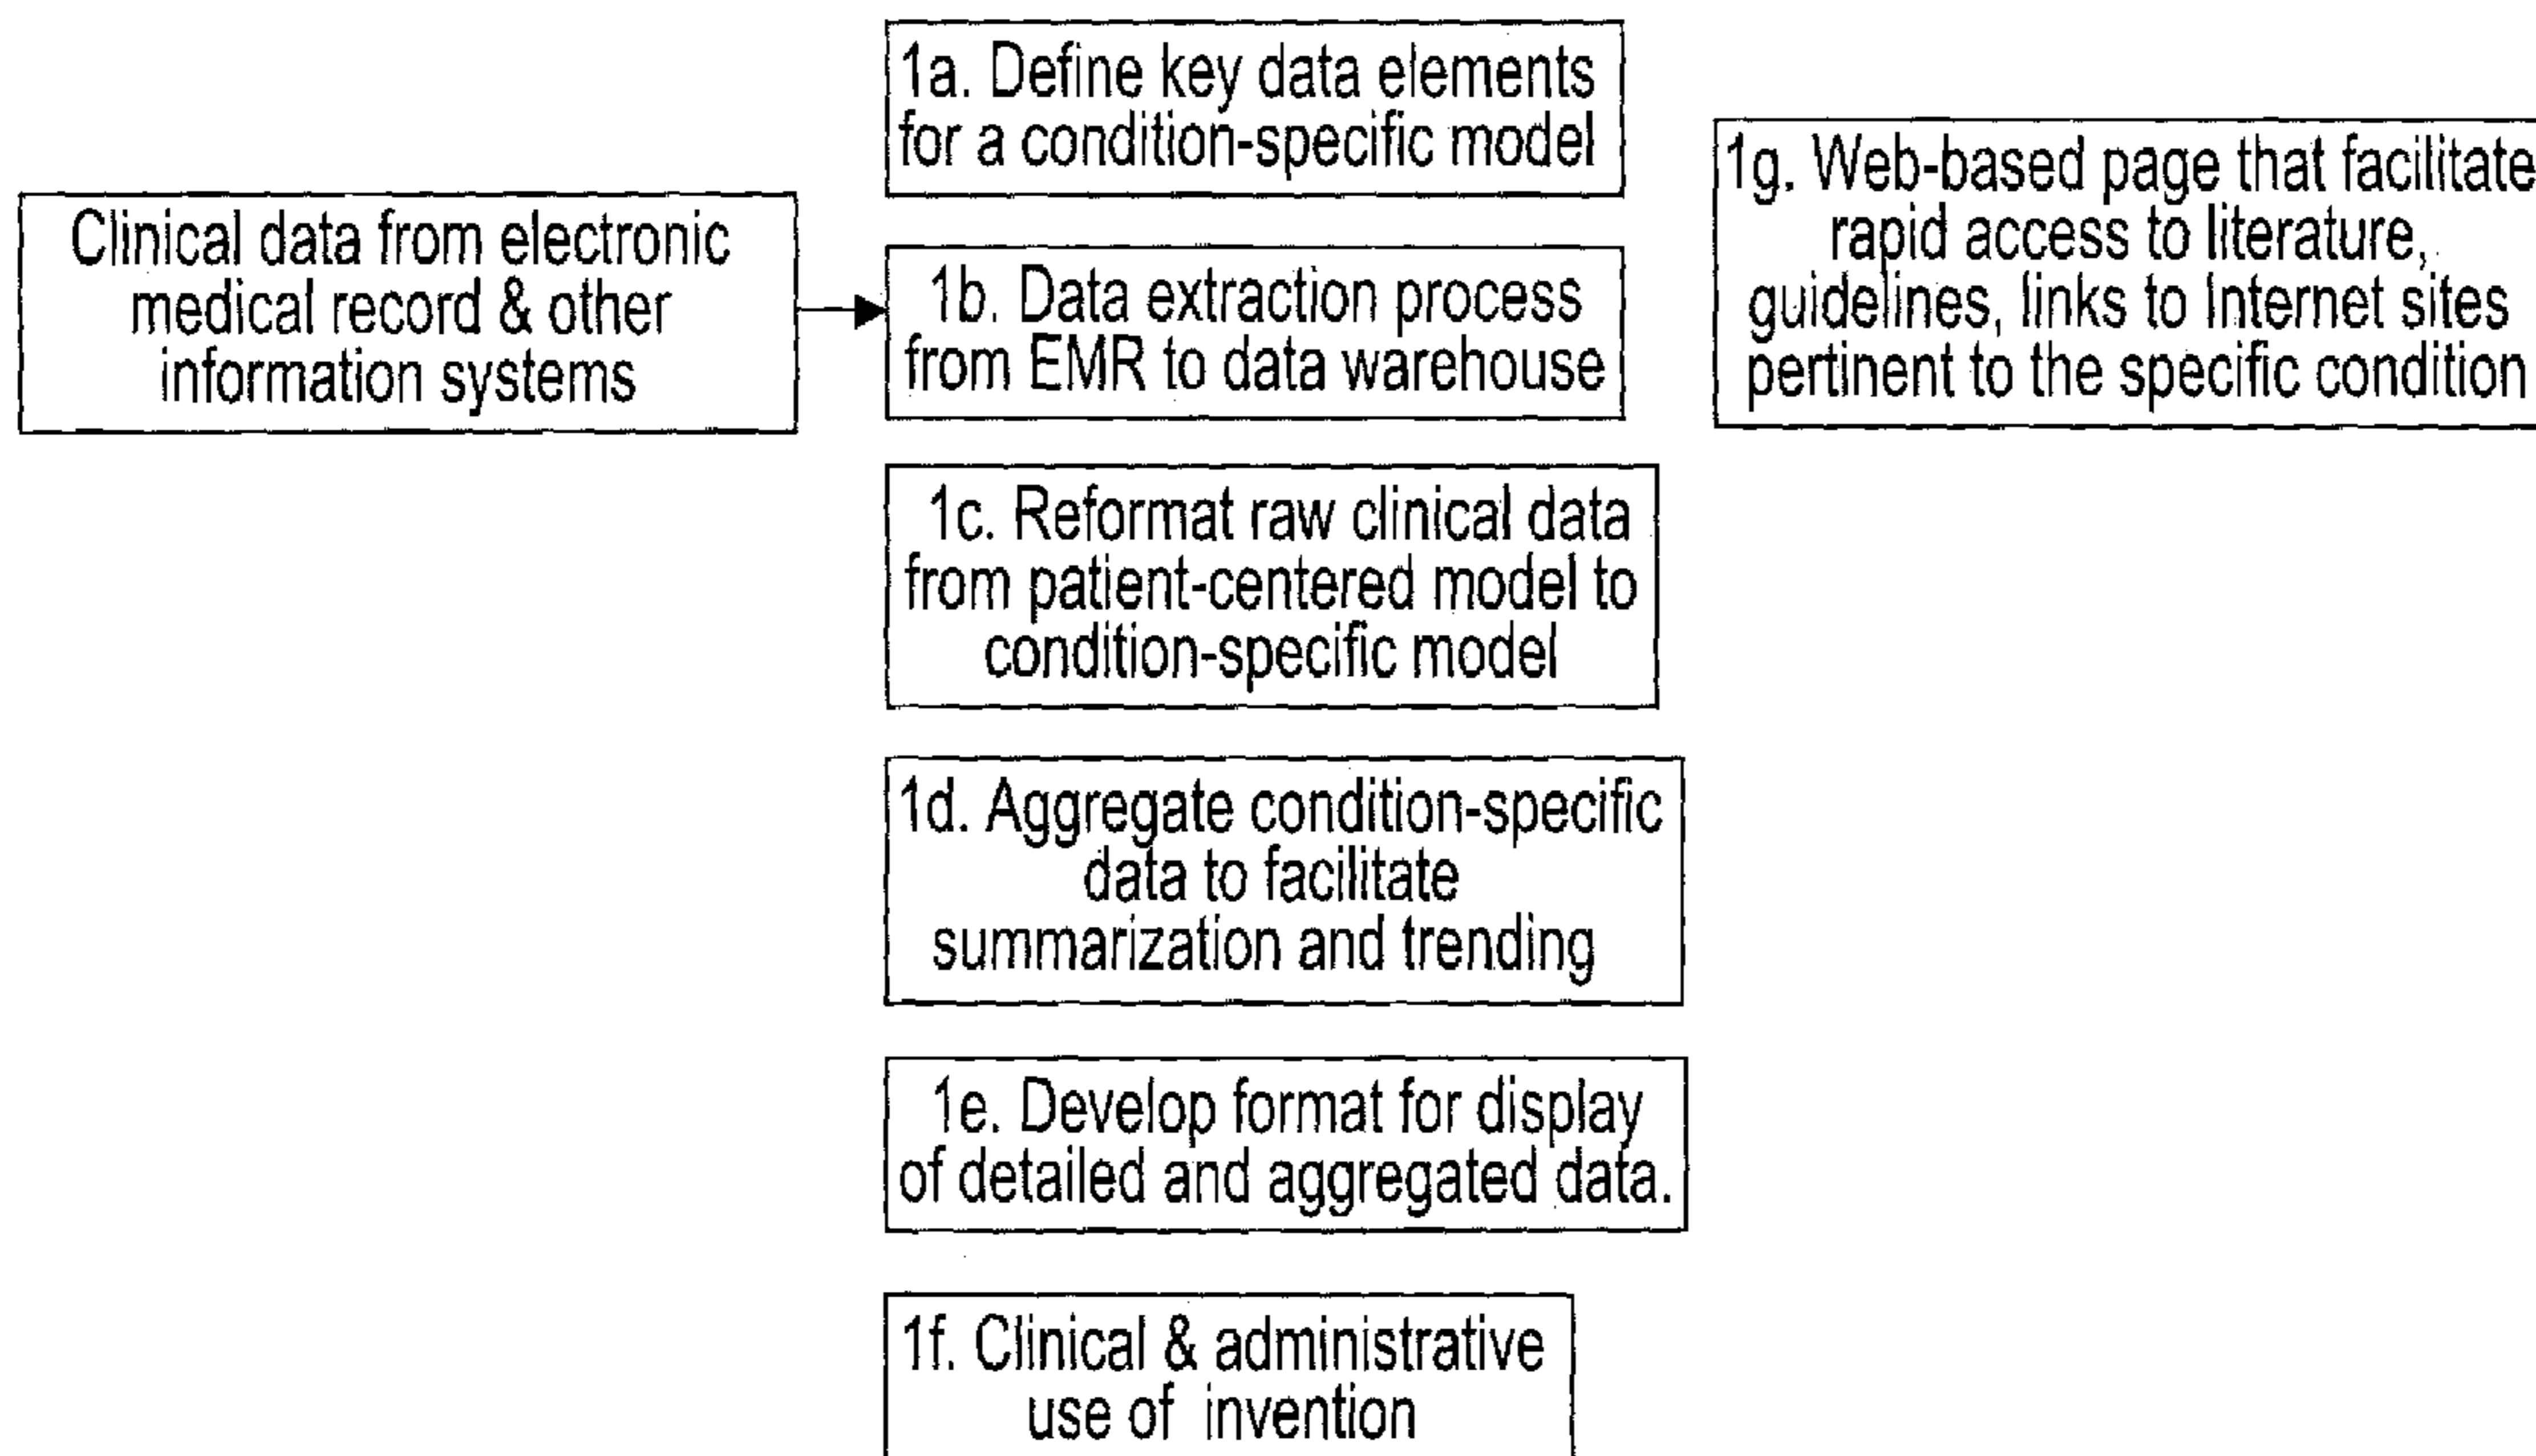 1a. Define key data elements
for a condition-specific model
Clinical data from electronic
medical record & other
information systems
1b. Data extraction process
from EMR to data warehouse
1g. Web-based page that facilitate
rapid access to literature,
guidelines, links to Internet sites
pertinent to the specific condition
1c. Reformat raw clinical data
from patient-centered model to
condition-specific model
1d. Aggregate condition-specific
data to facilitate
summarization and trending
1e. Develop format for display
of detailed and aggregated data.
1f. Clinical & administrative
use of invention